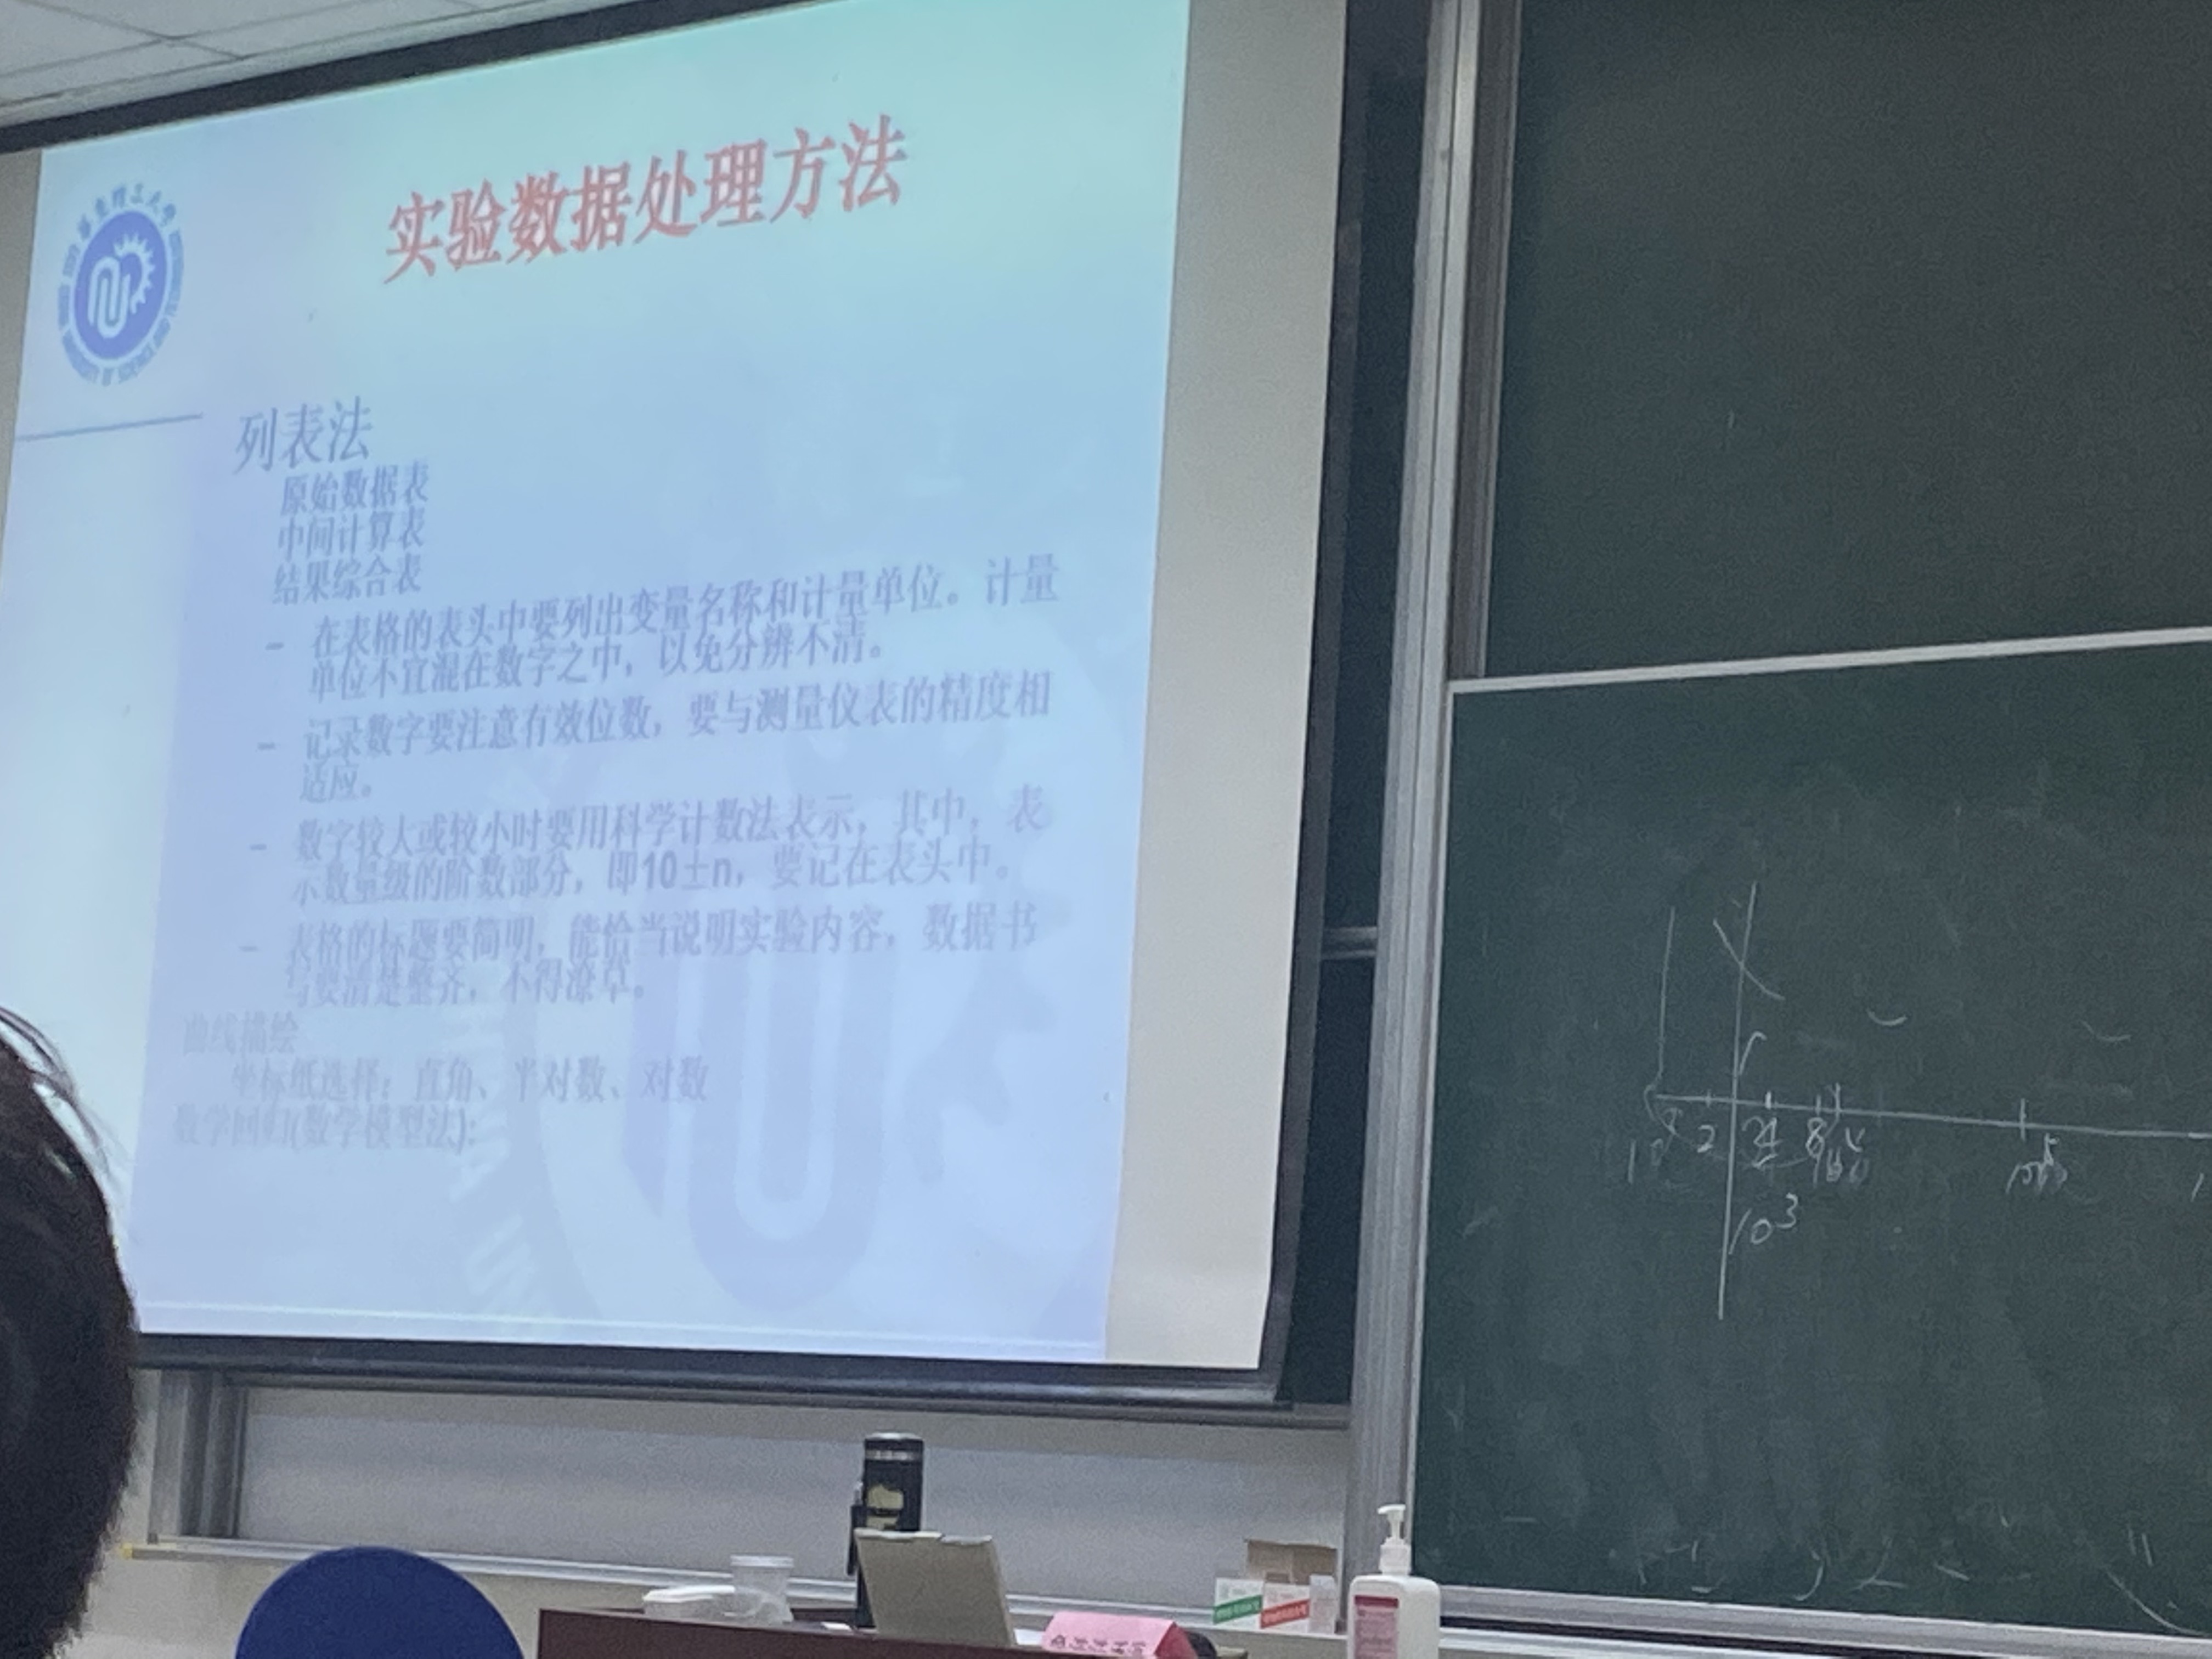 实验数据处理方法
列表法
原始数据表
中间计算表
结果综合表
– 在表格的表头中要列出变量名称和计量单位。计量
单位不宜混在数字之中，以免分辨不清。
– 记录数字要注意有效位数，要与测量仪表的精度相
适应。
– 数字较大或较小时要用科学计数法表示，其中，表
示数量级的阶数部分，即10±n，要记在表头中。
– 表格的标题要简明，能恰当说明实验内容，数据书
写要清楚整齐，不得潦草。
曲线描绘
坐标纸选择：直角、半对数、对数
数学回归(数学模型法):
2
10³